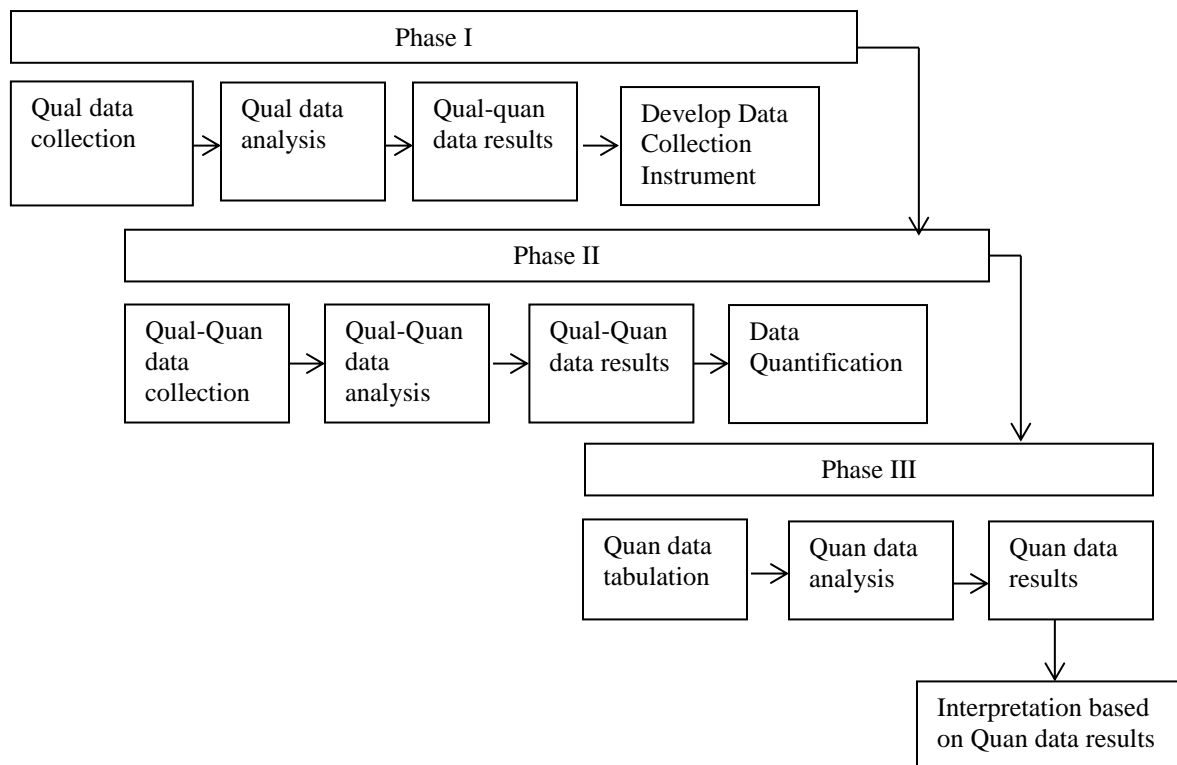 Phase I
Qual data
collection
Qual data
analysis
Qual-quan
data results
Develop Data
Collection
Instrument
Phase II
Qual-Quan
data
collection
Qual-Quan
data
analysis
Qual-Quan
data results
Data
Quantification
Phase III
Quan data
tabulation
Quan data
analysis
Quan data
results
Interpretation based
on Quan data results